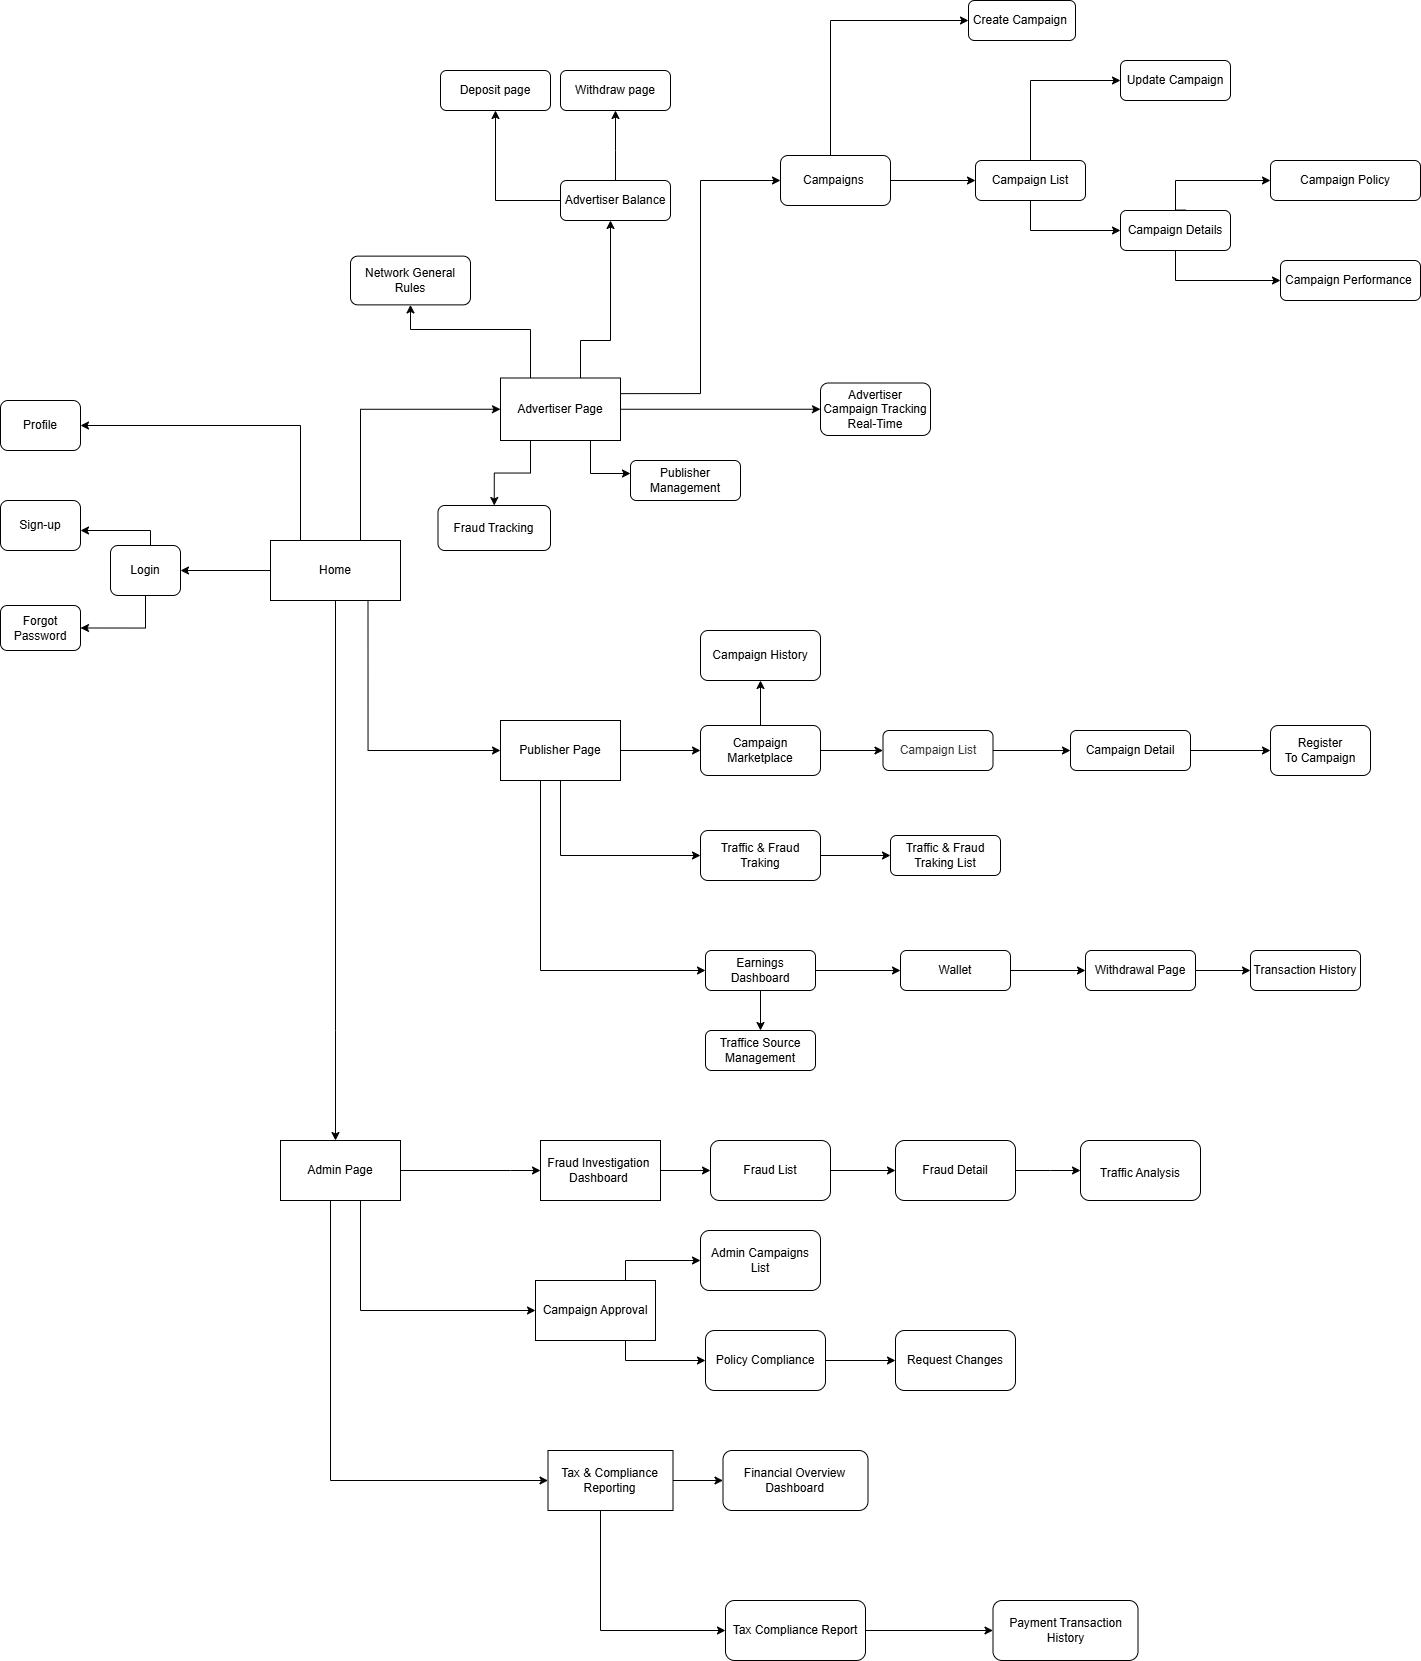 Create Campaign
Update Campaign
Deposit page
Withdraw page
Campaigns
Campaign List
Campaign Policy
Advertiser Balance
Campaign Details
Network General
Rules
Campaign Performance
Advertiser Page
Advertiser
Campaign Tracking
Real-Time
Profile
Publisher
Management
Sign-up
Fraud Tracking
Login
Home
Forgot
Password
Campaign History
Publisher Page
Campaign
Marketplace
Campaign List
Campaign Detail
Register
To Campaign
Traffic & Fraud
Traking
Traffic & Fraud
Traking List
Earnings
Dashboard
Wallet
Withdrawal Page
Transaction History
Traffice Source
Management
Admin Page
Fraud Investigation
Dashboard
Fraud List
Fraud Detail
Traffic Analysis
Admin Campaigns
List
Campaign Approval
Policy Compliance
Request Changes
Tax & Compliance
Reporting
Financial Overview
Dashboard
Tax Compliance Report
Payment Transaction
History